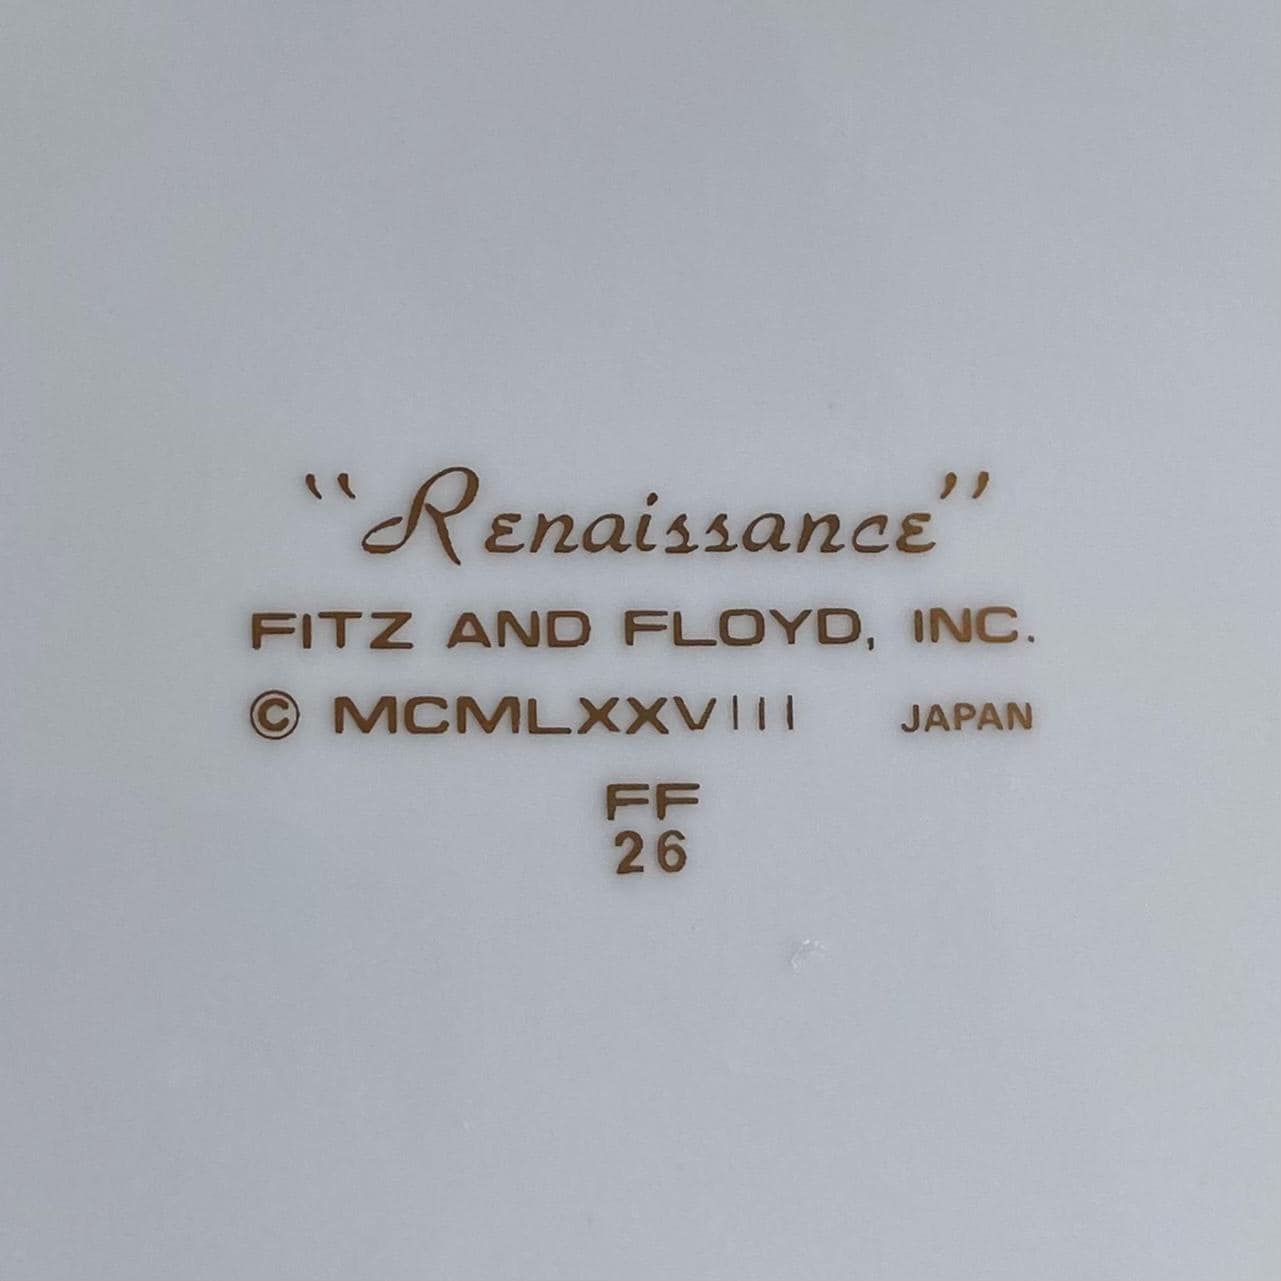 “Renaissance”
FITZ AND FLOYD, INC.
© MCMLXXVIII JAPAN
FF
26